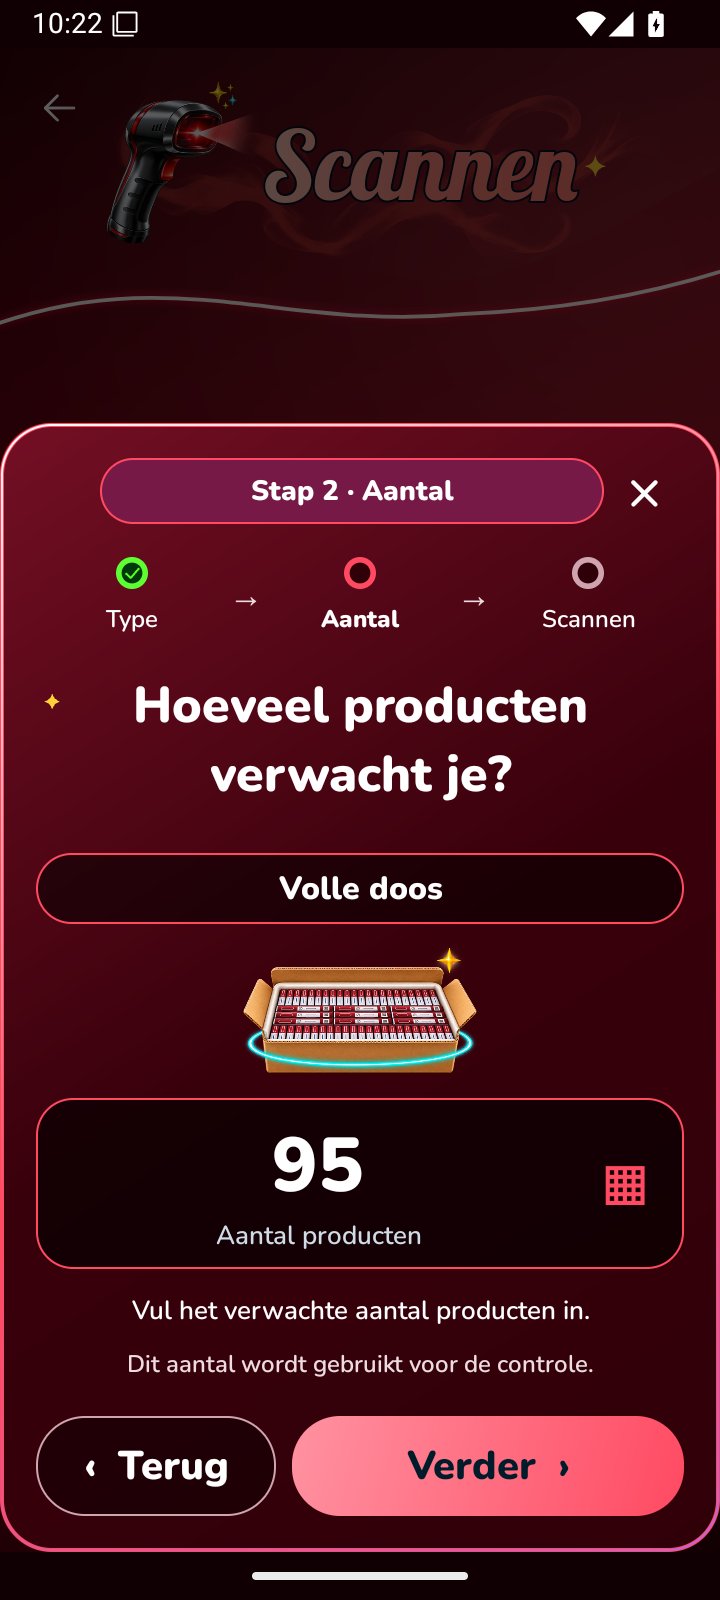 10:22
Scannen
Stap 2 · Aantal
Type → Aantal → Scannen
Hoeveel producten
verwacht je?
Volle doos
95
Aantal producten
Vul het verwachte aantal producten in.
Dit aantal wordt gebruikt voor de controle.
‹ Terug
Verder ›